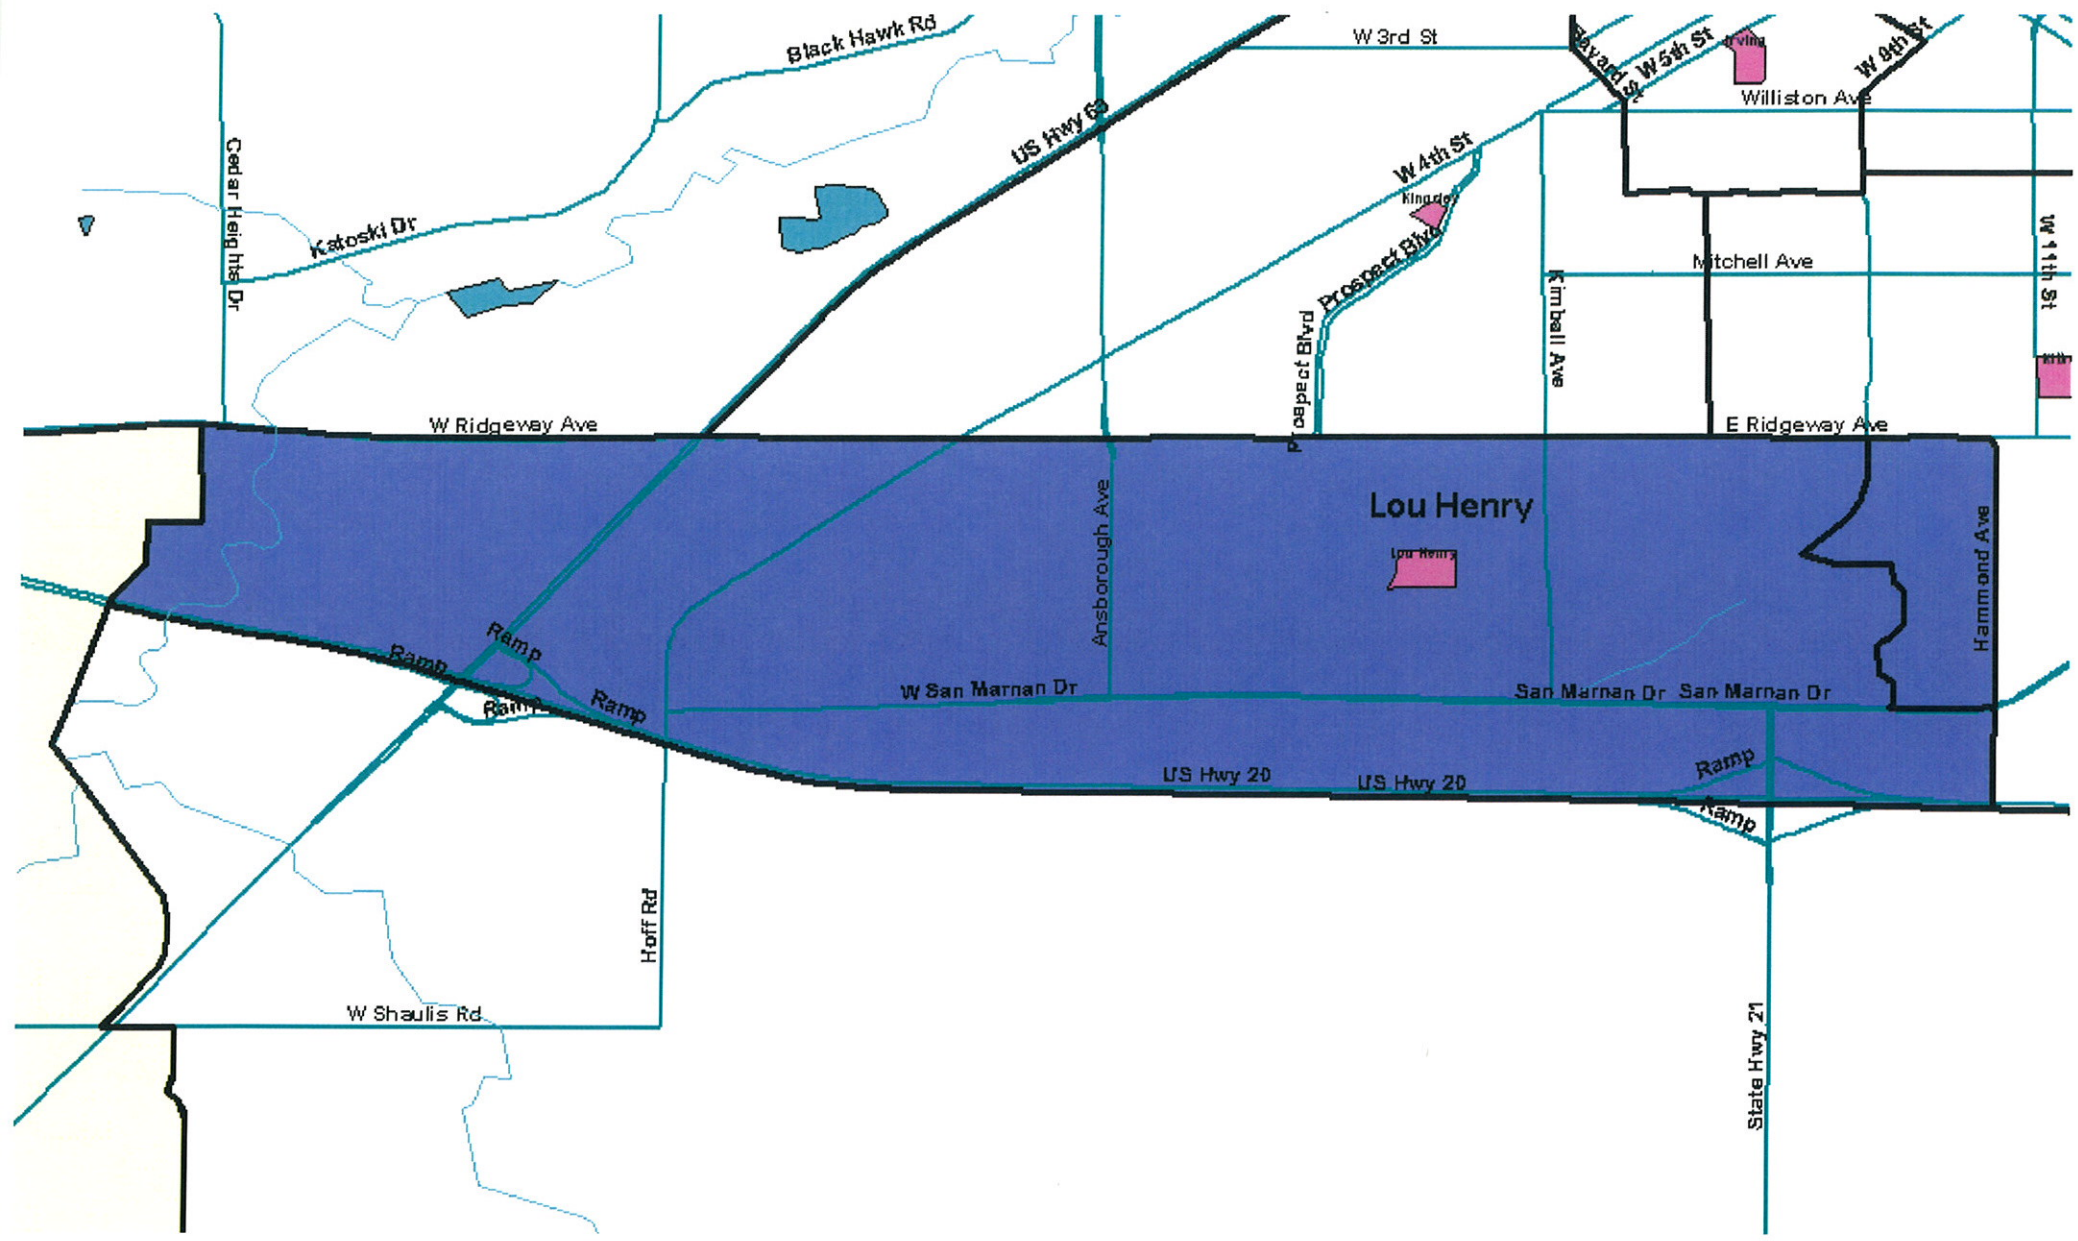 Black Hawk Rd
W 3rd St
Bayard St
W 5th St
Irving
W 9th St
Williston Ave
US Hwy 63
W 4th St
Cedar Heights Dr
Katoski Dr
Kingsley
Prospect Blvd
Prospect Blvd
Kimball Ave
Mitchell Ave
W 11th St
W Ridgeway Ave
E Ridgeway Ave
Lou Henry
Lou Henry
Ansborough Ave
Hammond Ave
Ramp
Ramp
Ramp
Ramp
W San Marnan Dr
San Marnan Dr
San Marnan Dr
US Hwy 20
US Hwy 20
Ramp
Ramp
Hoff Rd
W Shaulis Rd
State Hwy 21